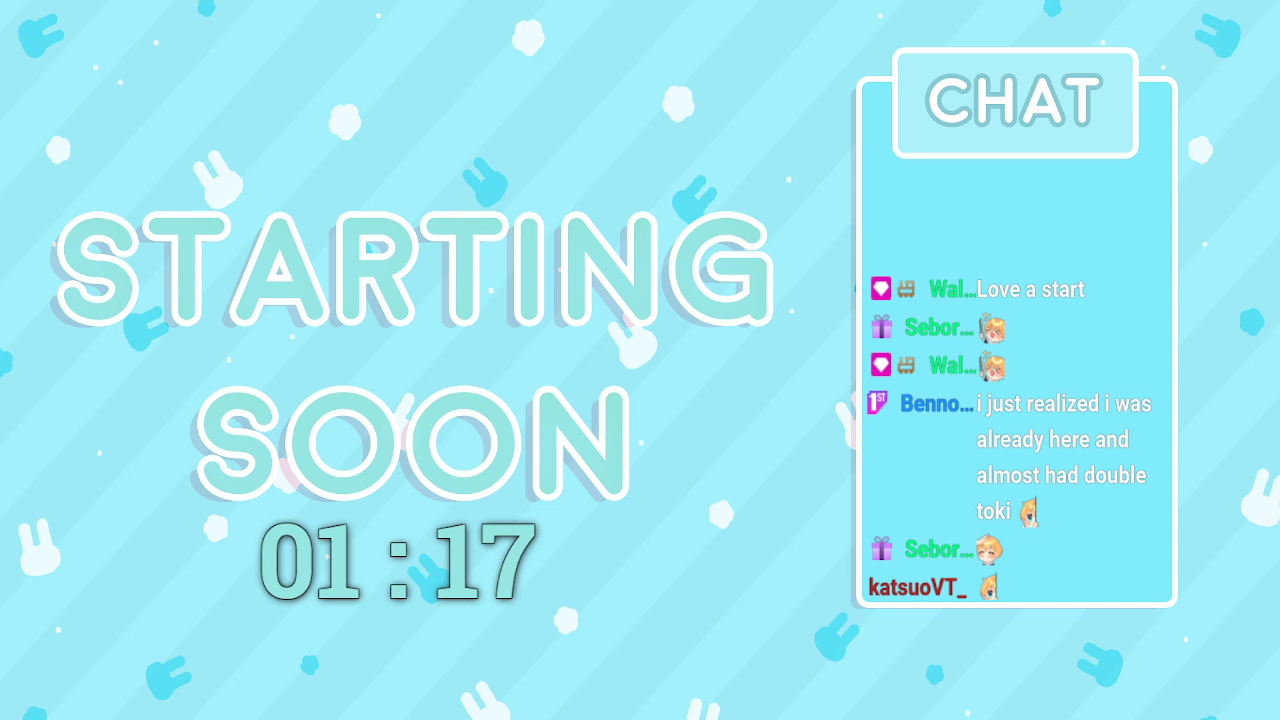 STARTING
SOON
01 : 17
CHAT
Wal... Love a start
Sebor...
Wal...
1ST Benno... i just realized i was
already here and
almost had double
toki
Sebor...
katsuoVT_